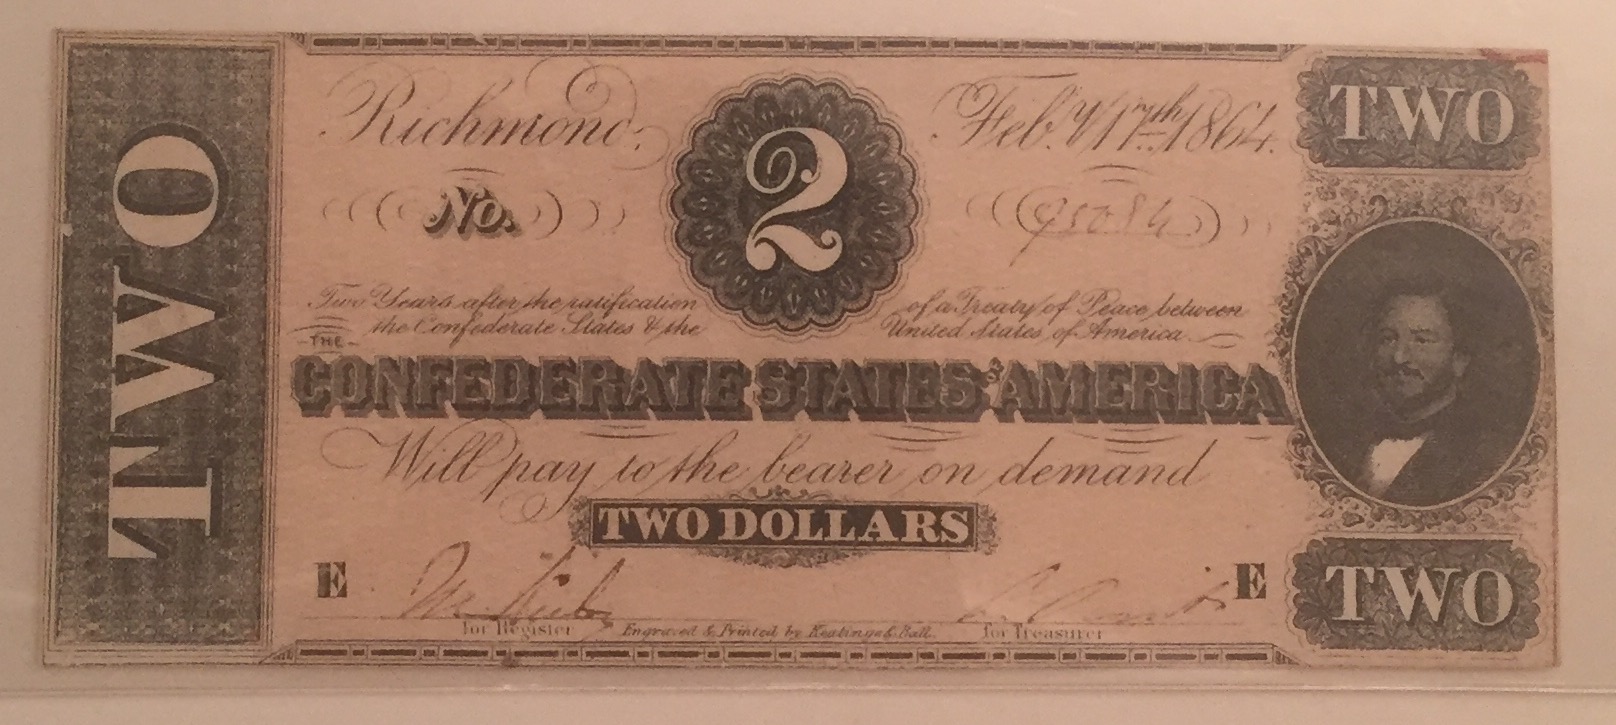 TWO
Richmond,
2
Feb.y 17th 1864.
TWO
No.
95084
Two Years after the ratification
of a Treaty of Peace between
the Confederate States & the
United States of America
THE
CONFEDERATE STATES OF AMERICA
Will pay to the bearer on demand
TWO DOLLARS
E
E
TWO
for Register
Engraved & Printed by Keatinge & Ball
for Treasurer